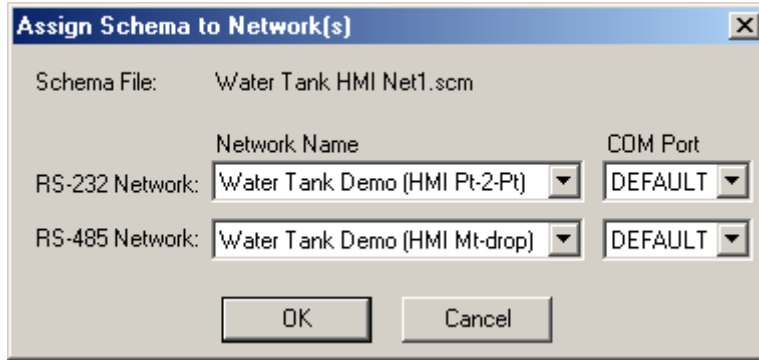 Assign Schema to Network(s)
Schema File: Water Tank HMI Net1.scm
Network Name COM Port
RS-232 Network: Water Tank Demo (HMI Pt-2-Pt) DEFAULT
RS-485 Network: Water Tank Demo (HMI Mt-drop) DEFAULT
OK Cancel